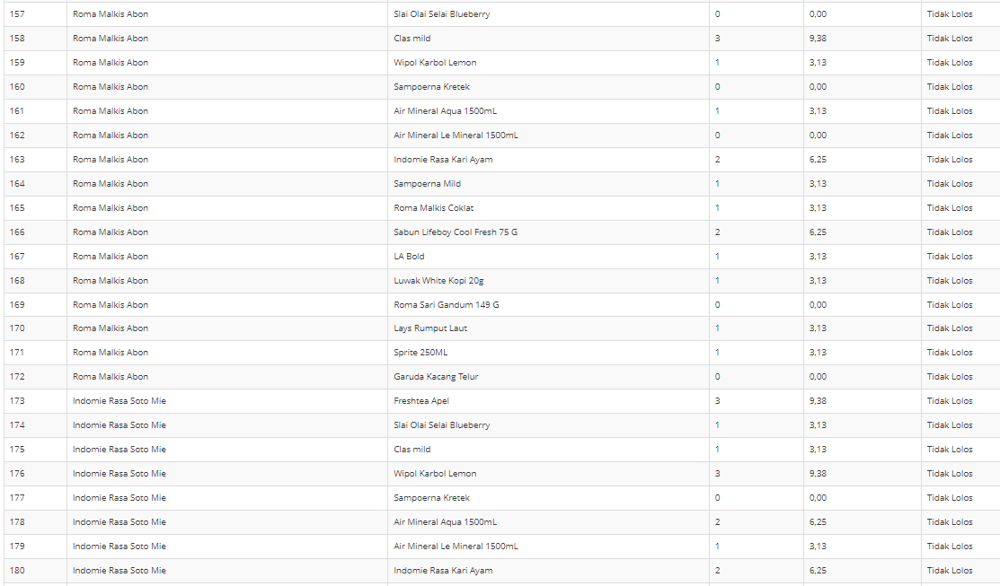 157 Roma Malkis Abon Slai Olai Selai Blueberry 0 0,00 Tidak Lolos
158 Roma Malkis Abon Clas mild 3 9,38 Tidak Lolos
159 Roma Malkis Abon Wipol Karbol Lemon 1 3,13 Tidak Lolos
160 Roma Malkis Abon Sampoerna Kretek 0 0,00 Tidak Lolos
161 Roma Malkis Abon Air Mineral Aqua 1500mL 1 3,13 Tidak Lolos
162 Roma Malkis Abon Air Mineral Le Mineral 1500mL 0 0,00 Tidak Lolos
163 Roma Malkis Abon Indomie Rasa Kari Ayam 2 6,25 Tidak Lolos
164 Roma Malkis Abon Sampoerna Mild 1 3,13 Tidak Lolos
165 Roma Malkis Abon Roma Malkis Coklat 1 3,13 Tidak Lolos
166 Roma Malkis Abon Sabun Lifeboy Cool Fresh 75 G 2 6,25 Tidak Lolos
167 Roma Malkis Abon LA Bold 1 3,13 Tidak Lolos
168 Roma Malkis Abon Luwak White Kopi 20g 1 3,13 Tidak Lolos
169 Roma Malkis Abon Roma Sari Gandum 149 G 0 0,00 Tidak Lolos
170 Roma Malkis Abon Lays Rumput Laut 1 3,13 Tidak Lolos
171 Roma Malkis Abon Sprite 250ML 1 3,13 Tidak Lolos
172 Roma Malkis Abon Garuda Kacang Telur 0 0,00 Tidak Lolos
173 Indomie Rasa Soto Mie Freshtea Apel 3 9,38 Tidak Lolos
174 Indomie Rasa Soto Mie Slai Olai Selai Blueberry 1 3,13 Tidak Lolos
175 Indomie Rasa Soto Mie Clas mild 1 3,13 Tidak Lolos
176 Indomie Rasa Soto Mie Wipol Karbol Lemon 3 9,38 Tidak Lolos
177 Indomie Rasa Soto Mie Sampoerna Kretek 0 0,00 Tidak Lolos
178 Indomie Rasa Soto Mie Air Mineral Aqua 1500mL 2 6,25 Tidak Lolos
179 Indomie Rasa Soto Mie Air Mineral Le Mineral 1500mL 1 3,13 Tidak Lolos
180 Indomie Rasa Soto Mie Indomie Rasa Kari Ayam 2 6,25 Tidak Lolos